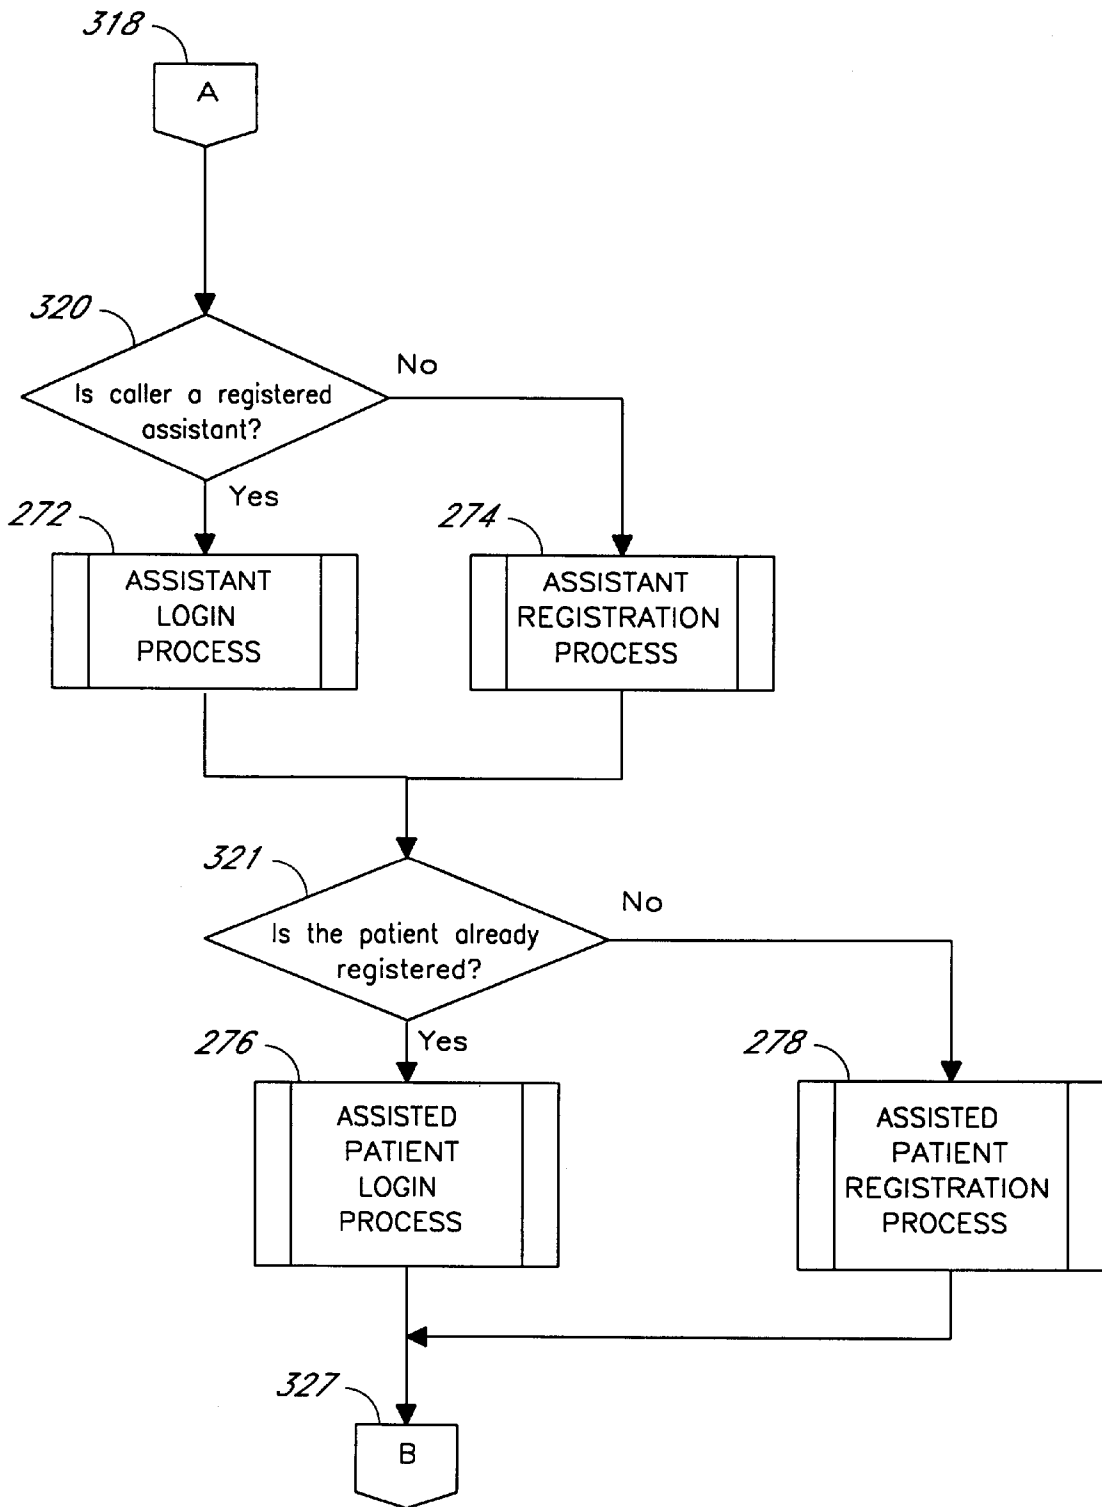 318
A
320
No
Is caller a registered
assistant?
Yes
272
274
ASSISTANT
LOGIN
PROCESS
ASSISTANT
REGISTRATION
PROCESS
321
No
Is the patient already
registered?
Yes
276
278
ASSISTED
PATIENT
LOGIN
PROCESS
ASSISTED
PATIENT
REGISTRATION
PROCESS
327
B